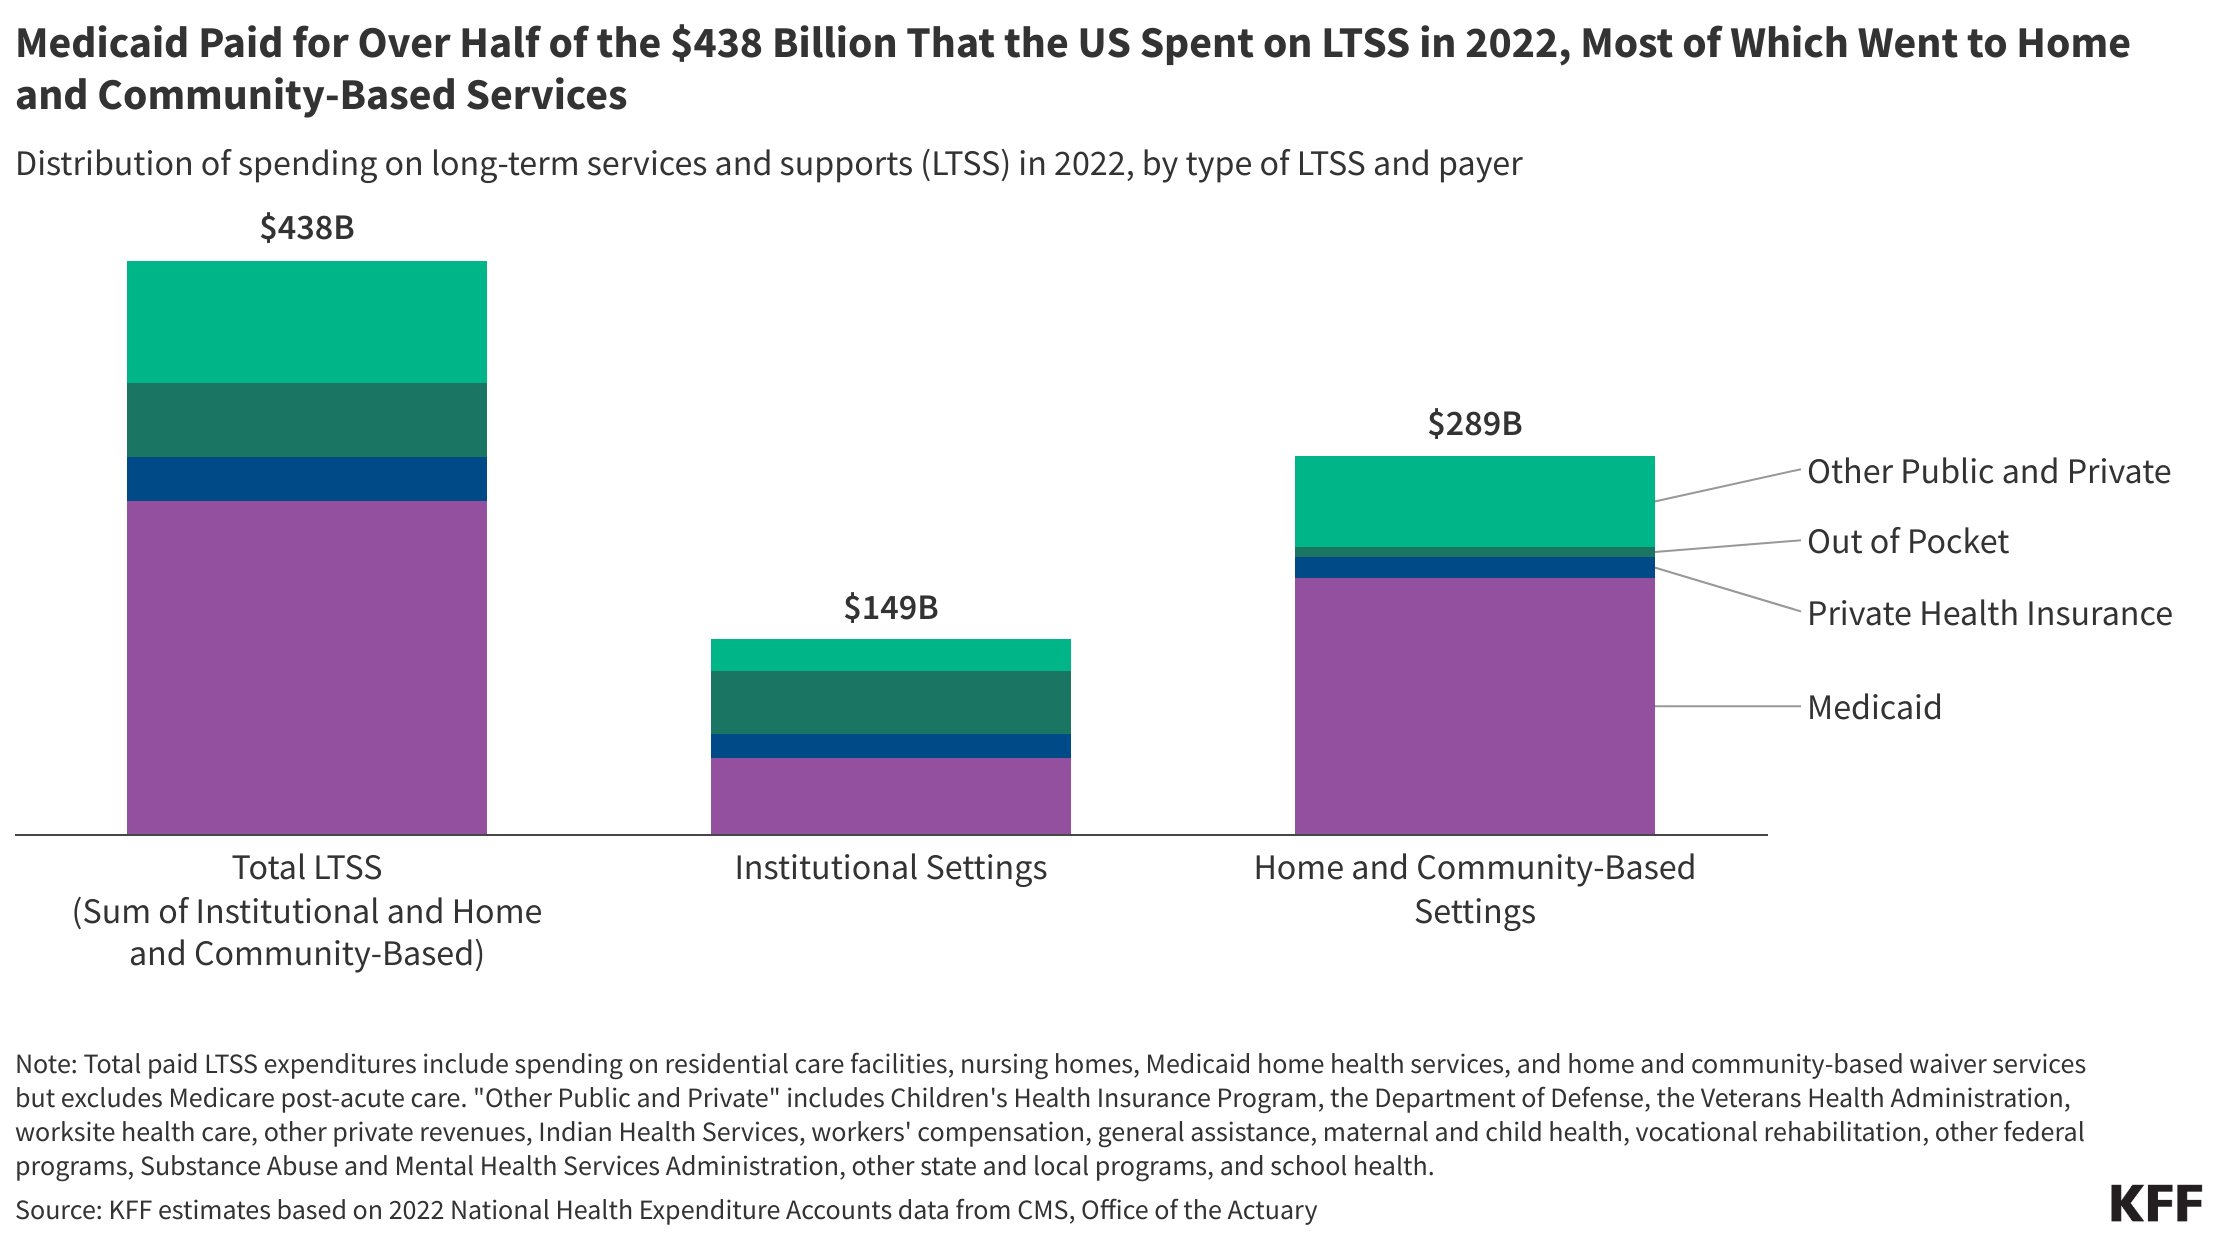 Medicaid Paid for Over Half of the $438 Billion That the US Spent on LTSS in 2022, Most of Which Went to Home
and Community-Based Services
Distribution of spending on long-term services and supports (LTSS) in 2022, by type of LTSS and payer
$438B
$149B
$289B
Other Public and Private
Out of Pocket
Private Health Insurance
Medicaid
Total LTSS
(Sum of Institutional and Home
and Community-Based)
Institutional Settings
Home and Community-Based
Settings
Note: Total paid LTSS expenditures include spending on residential care facilities, nursing homes, Medicaid home health services, and home and community-based waiver services
but excludes Medicare post-acute care. "Other Public and Private" includes Children's Health Insurance Program, the Department of Defense, the Veterans Health Administration,
worksite health care, other private revenues, Indian Health Services, workers' compensation, general assistance, maternal and child health, vocational rehabilitation, other federal
programs, Substance Abuse and Mental Health Services Administration, other state and local programs, and school health.
Source: KFF estimates based on 2022 National Health Expenditure Accounts data from CMS, Office of the Actuary
KFF